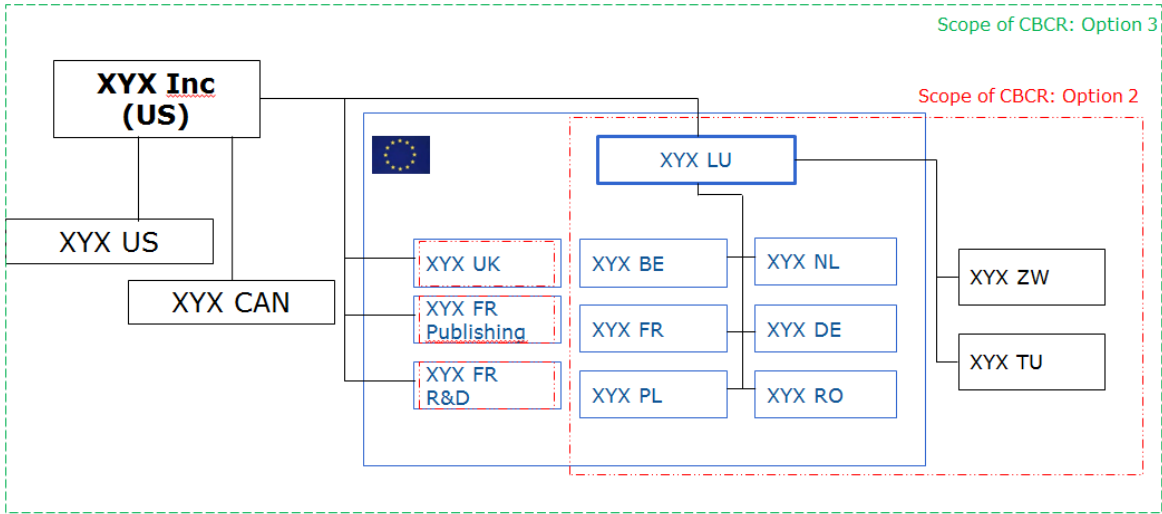 Scope of CBCR: Option 3
XYX Inc
(US)
Scope of CBCR: Option 2
XYX LU
XYX US
XYX UK
XYX BE
XYX NL
XYX ZW
XYX CAN
XYX FR
Publishing
XYX FR
XYX DE
XYX TU
XYX FR
R&D
XYX PL
XYX RO